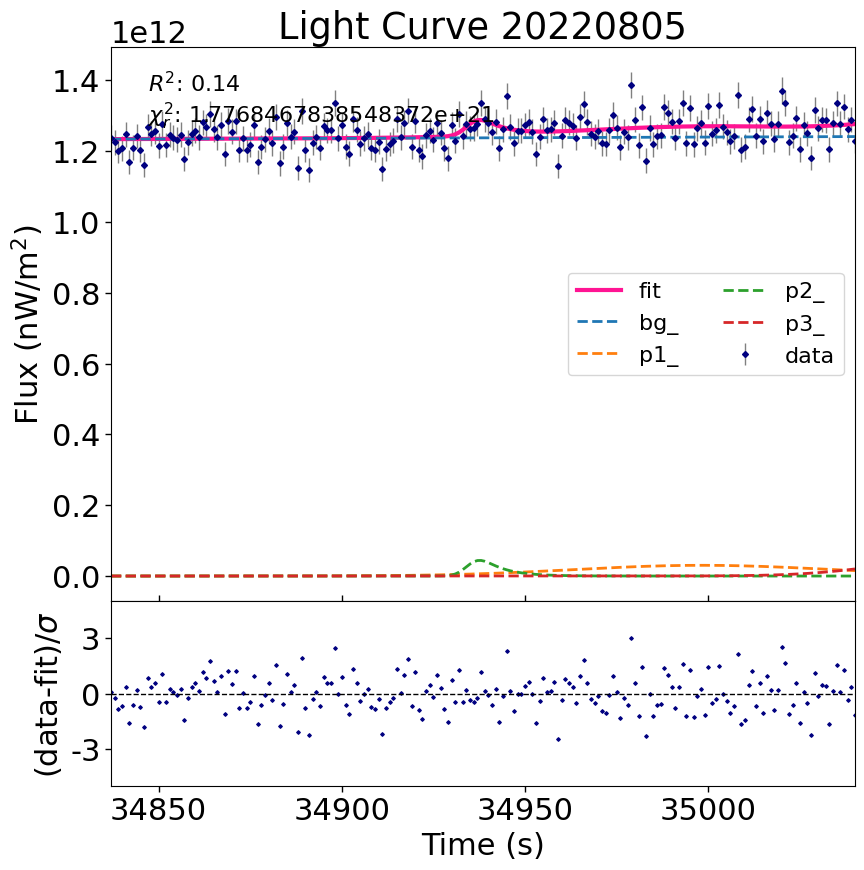 Light Curve 20220805
1e12
R²: 0.14
χ²: 1.7768467838548372e+21
1.4
1.2
1.0
0.8
0.6
0.4
0.2
0.0
Flux (nW/m²)
fit
bg_
p1_
p2_
p3_
data
3
0
-3
(data-fit)/σ
34850 34900 34950 35000
Time (s)